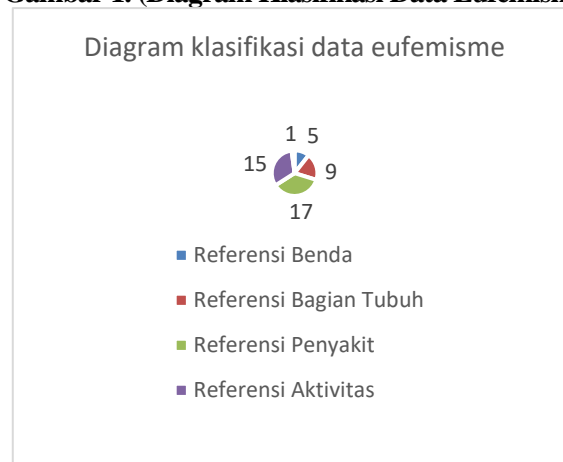 Diagram klasifikasi data eufemisme
1 5
15 9
17
Referensi Benda
Referensi Bagian Tubuh
Referensi Penyakit
Referensi Aktivitas